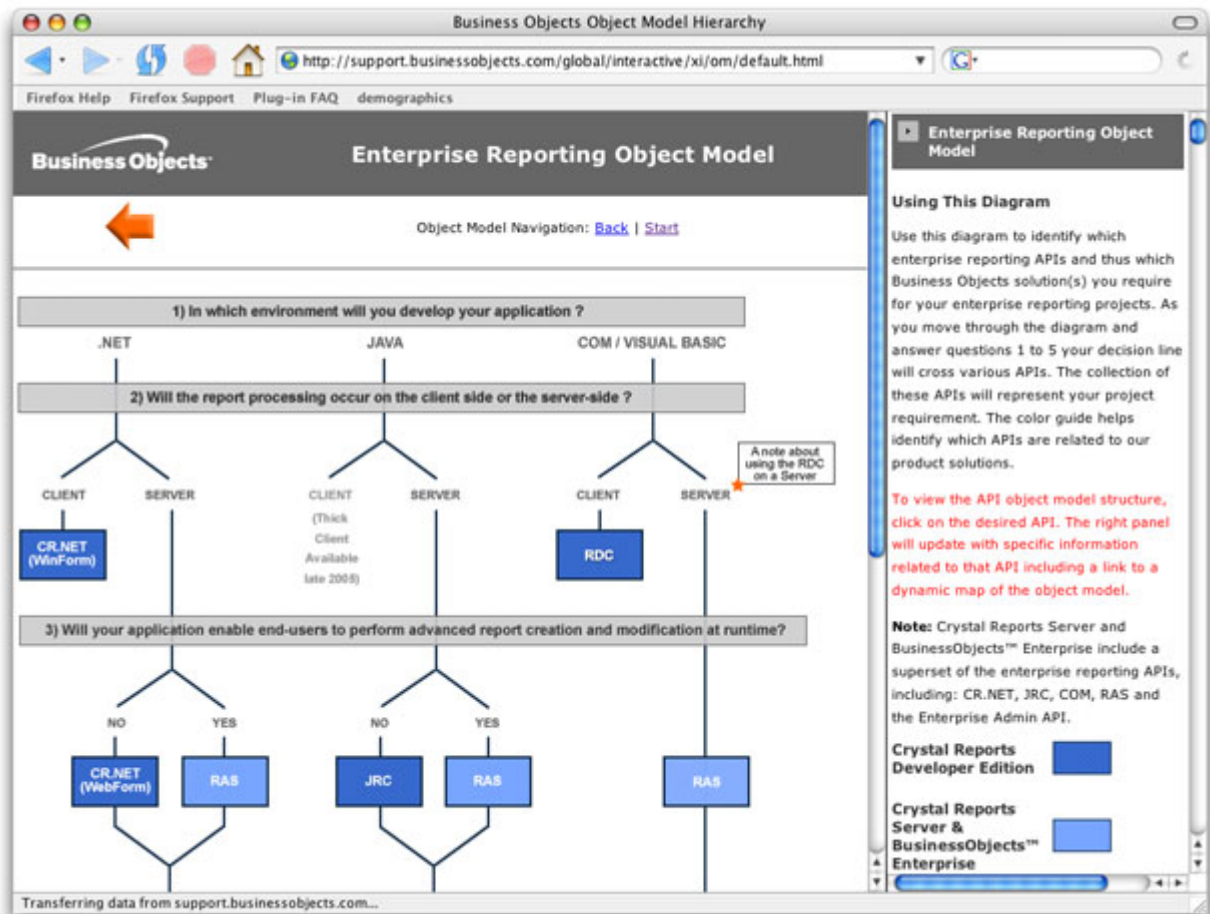 Business Objects Object Model Hierarchy
http://support.businessobjects.com/global/interactive/xi/om/default.html
G
Firefox Help Firefox Support Plug-in FAQ demographics
Business Objects
Enterprise Reporting Object Model
Object Model Navigation: Back | Start
1) In which environment will you develop your application ?
.NET JAVA COM / VISUAL BASIC
2) Will the report processing occur on the client side or the server-side ?
A note about
using the RDC
on a Server
CLIENT SERVER CLIENT SERVER CLIENT SERVER
(Thick
Client
Available
late 2005)
CR.NET
(WinForm)
RDC
3) Will your application enable end-users to perform advanced report creation and modification at runtime?
NO YES NO YES
CR.NET
(WebForm)
RAS
JRC
RAS
RAS
Enterprise Reporting Object
Model
Using This Diagram
Use this diagram to identify which
enterprise reporting APIs and thus which
Business Objects solution(s) you require
for your enterprise reporting projects. As
you move through the diagram and
answer questions 1 to 5 your decision line
will cross various APIs. The collection of
these APIs will represent your project
requirement. The color guide helps
identify which APIs are related to our
product solutions.
To view the API object model structure,
click on the desired API. The right panel
will update with specific information
related to that API including a link to a
dynamic map of the object model.
Note: Crystal Reports Server and
BusinessObjects™ Enterprise include a
superset of the enterprise reporting APIs,
including: CR.NET, JRC, COM, RAS and
the Enterprise Admin API.
Crystal Reports
Developer Edition
Crystal Reports
Server &
BusinessObjects™
Enterprise
Transferring data from support.businessobjects.com...